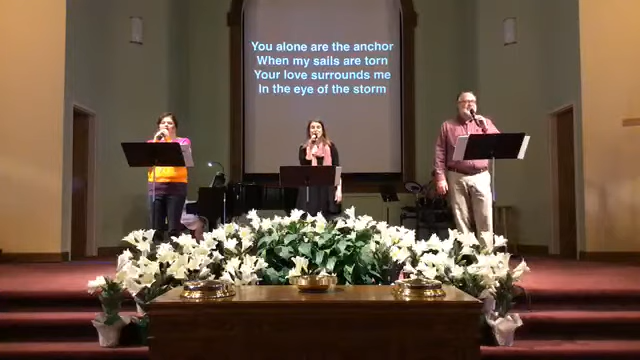 You alone are the anchor
When my sails are torn
Your love surrounds me
In the eye of the storm